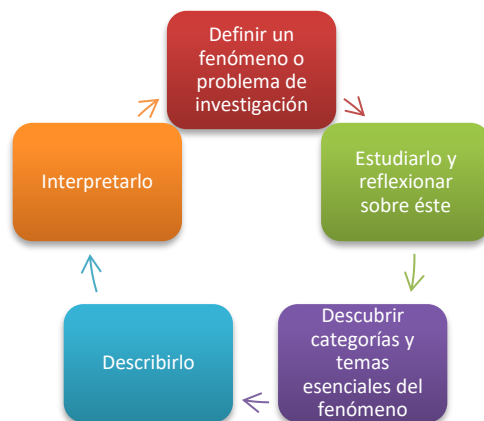 Definir un
fenómeno o
problema de
investigación
Estudiarlo y
reflexionar
sobre éste
Descubrir
categorías y
temas
esenciales del
fenómeno
Describirlo
Interpretarlo